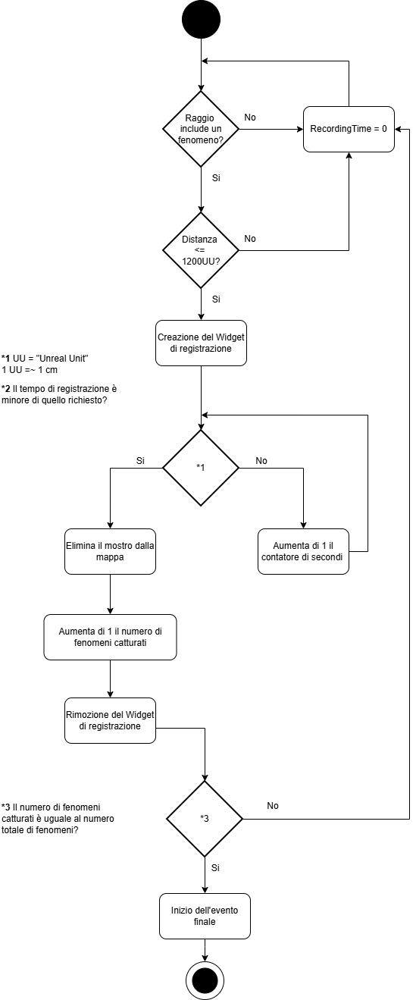 Raggio
include un
fenomeno?
No
RecordingTime = 0
Si
Distanza
<=
1200UU?
No
Si
Creazione del Widget
di registrazione
*1 UU = "Unreal Unit"
1 UU =~ 1 cm
*2 Il tempo di registrazione è
minore di quello richiesto?
Si
*1
No
Elimina il mostro dalla
mappa
Aumenta di 1 il
contatore di secondi
Aumenta di 1 il numero di
fenomeni catturati
Rimozione del Widget
di registrazione
*3 Il numero di fenomeni
catturati è uguale al numero
totale di fenomeni?
*3
No
Si
Inizio dell'evento
finale